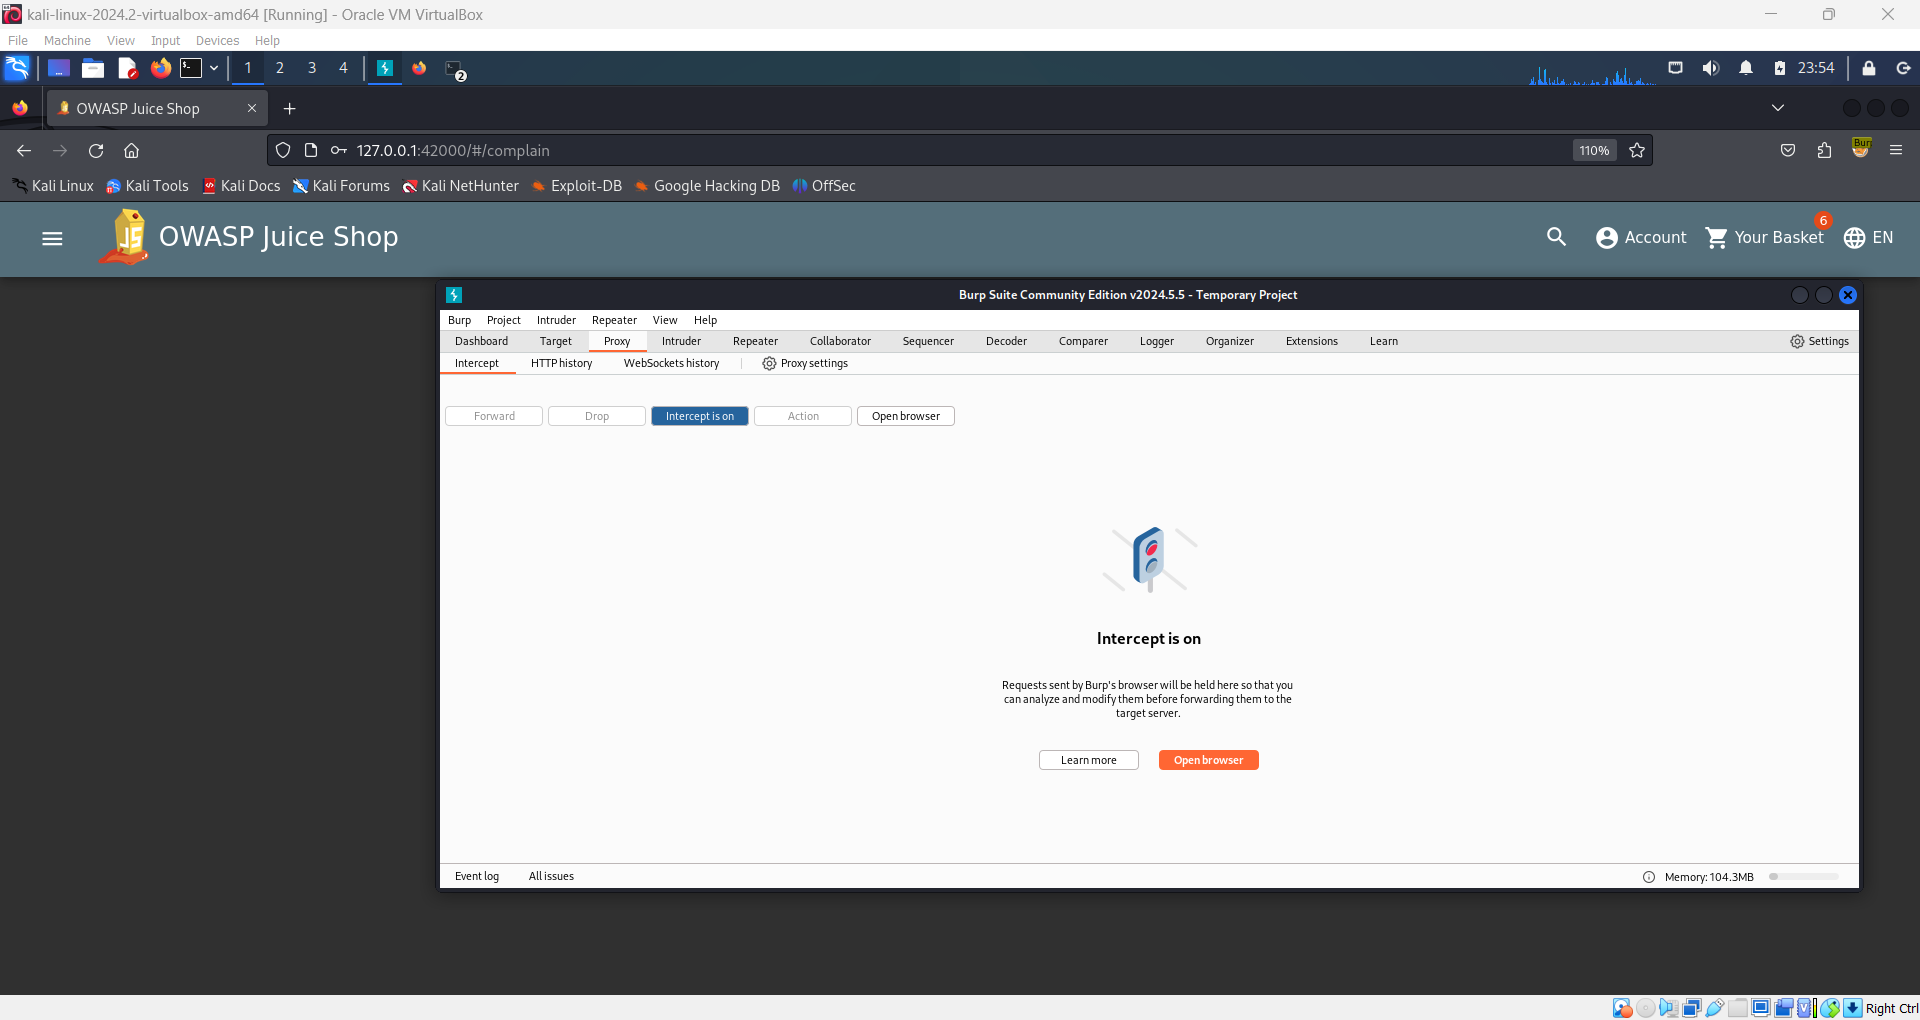 kali-linux-2024.2-virtualbox-amd64 [Running] - Oracle VM VirtualBox
File Machine View Input Devices Help
1 2 3 4 2 23:54
OWASP Juice Shop
127.0.0.1:42000/#/complain 110%
Kali Linux Kali Tools Kali Docs Kali Forums Kali NetHunter Exploit-DB Google Hacking DB OffSec
OWASP Juice Shop Account Your Basket 6 EN
Burp Suite Community Edition v2024.5.5 - Temporary Project
Burp Project Intruder Repeater View Help
Dashboard Target Proxy Intruder Repeater Collaborator Sequencer Decoder Comparer Logger Organizer Extensions Learn Settings
Intercept HTTP history WebSockets history Proxy settings
Forward Drop Intercept is on Action Open browser
Intercept is on
Requests sent by Burp's browser will be held here so that you
can analyze and modify them before forwarding them to the
target server.
Learn more Open browser
Event log All issues Memory: 104.3MB
Right Ctrl